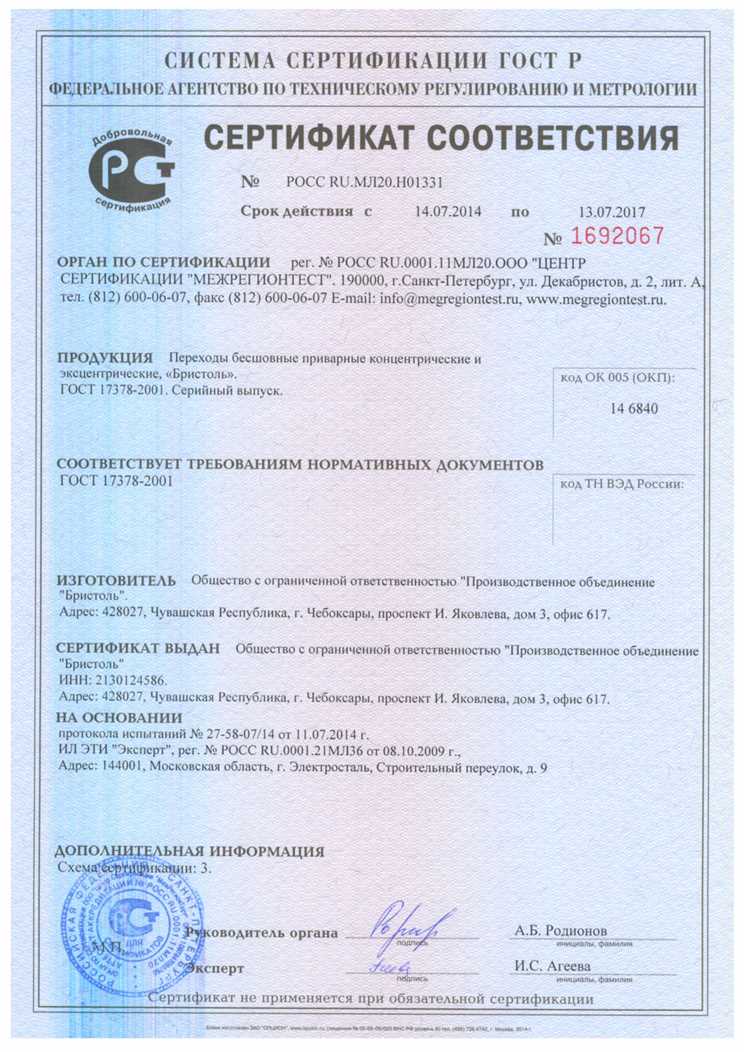 СИСТЕМА СЕРТИФИКАЦИИ ГОСТ Р
ФЕДЕРАЛЬНОЕ АГЕНТСТВО ПО ТЕХНИЧЕСКОМУ РЕГУЛИРОВАНИЮ И МЕТРОЛОГИИ
Добровольная
РСТ
сертификация
СЕРТИФИКАТ СООТВЕТСТВИЯ
№ РОСС RU.МЛ20.Н01331
Срок действия с 14.07.2014 по 13.07.2017
№ 1692067
ОРГАН ПО СЕРТИФИКАЦИИ рег. № РОСС RU.0001.11МЛ20.ООО "ЦЕНТР
СЕРТИФИКАЦИИ "МЕЖРЕГИОНТЕСТ". 190000, г.Санкт-Петербург, ул. Декабристов, д. 2, лит. А,
тел. (812) 600-06-07, факс (812) 600-06-07 E-mail: info@megregiontest.ru, www.megregiontest.ru.
ПРОДУКЦИЯ Переходы бесшовные приварные концентрические и
эксцентрические, «Бристоль».
ГОСТ 17378-2001. Серийный выпуск.
код ОК 005 (ОКП):
14 6840
СООТВЕТСТВУЕТ ТРЕБОВАНИЯМ НОРМАТИВНЫХ ДОКУМЕНТОВ
ГОСТ 17378-2001
код ТН ВЭД России:
ИЗГОТОВИТЕЛЬ Общество с ограниченной ответственностью "Производственное объединение
"Бристоль".
Адрес: 428027, Чувашская Республика, г. Чебоксары, проспект И. Яковлева, дом 3, офис 617.
СЕРТИФИКАТ ВЫДАН Общество с ограниченной ответственностью "Производственное объединение
"Бристоль"
ИНН: 2130124586.
Адрес: 428027, Чувашская Республика, г. Чебоксары, проспект И. Яковлева, дом 3, офис 617.
НА ОСНОВАНИИ
протокола испытаний № 27-58-07/14 от 11.07.2014 г.
ИЛ ЭТИ "Эксперт", рег. № РОСС RU.0001.21МЛ36 от 08.10.2009 г.,
Адрес: 144001, Московская область, г. Электросталь, Строительный переулок, д. 9
ДОПОЛНИТЕЛЬНАЯ ИНФОРМАЦИЯ
Схема сертификации: 3.
РОССИЙСКАЯ ФЕДЕРАЦИЯ САНКТ-ПЕТЕРБУРГ
М.П.
Руководитель органа
подпись
А.Б. Родионов
инициалы, фамилия
Эксперт
подпись
И.С. Агеева
инициалы, фамилия
Сертификат не применяется при обязательной сертификации